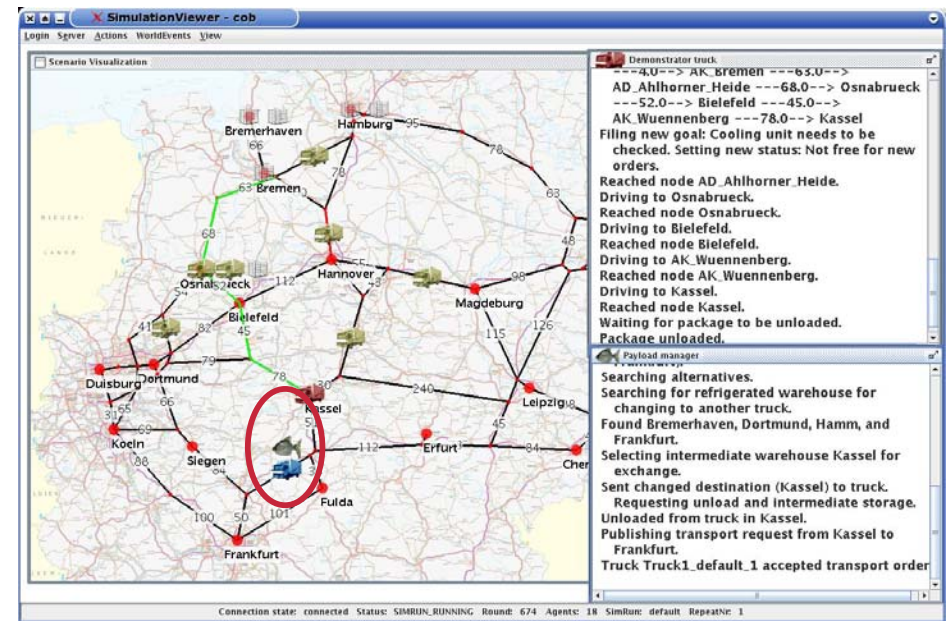 SimulationViewer - cob
Login Server Actions WorldEvents View
Scenario Visualization
Bremerhaven
Hamburg
95
66
78
78
63
Bremen
63
68
48
Osnabrueck
52
112
Hannover
55
43
98
Magdeburg
54
Bielefeld
41
82
45
115
126
79
Duisburg
Dortmund
78
30
Kassel
240
Leipzig
31
65
66
69
45
Koeln
Siegen
112
Erfurt
84
88
84
Fulda
100
50
101
Frankfurt
Demonstrator truck
---4.0--> AK_Bremen ---63.0-->
AD_Ahlhorner_Heide ---68.0--> Osnabrueck
---52.0--> Bielefeld ---45.0-->
AK_Wuennenberg ---78.0--> Kassel
Filing new goal: Cooling unit needs to
be checked. Setting new status: Not free for new
orders.
Reached node AD_Ahlhorner_Heide.
Driving to Osnabrueck.
Reached node Osnabrueck.
Driving to Bielefeld.
Reached node Bielefeld.
Driving to AK_Wuennenberg.
Reached node AK_Wuennenberg.
Driving to Kassel.
Reached node Kassel.
Waiting for package to be unloaded.
Package unloaded.
Payload manager
Frankfurt.
Searching alternatives.
Searching for refrigerated warehouse for
changing to another truck.
Found Bremerhaven, Dortmund, Hamm, and
Frankfurt.
Selecting intermediate warehouse Kassel for
exchange.
Sent changed destination (Kassel) to truck.
Requesting unload and intermediate storage.
Unloaded from truck in Kassel.
Publishing transport request from Kassel to
Frankfurt.
Truck Truck1_default_1 accepted transport order
Connection state: connected Status: SIMRUN_RUNNING Round: 674 Agents: 18 SimRun: default RepeatNr: 1